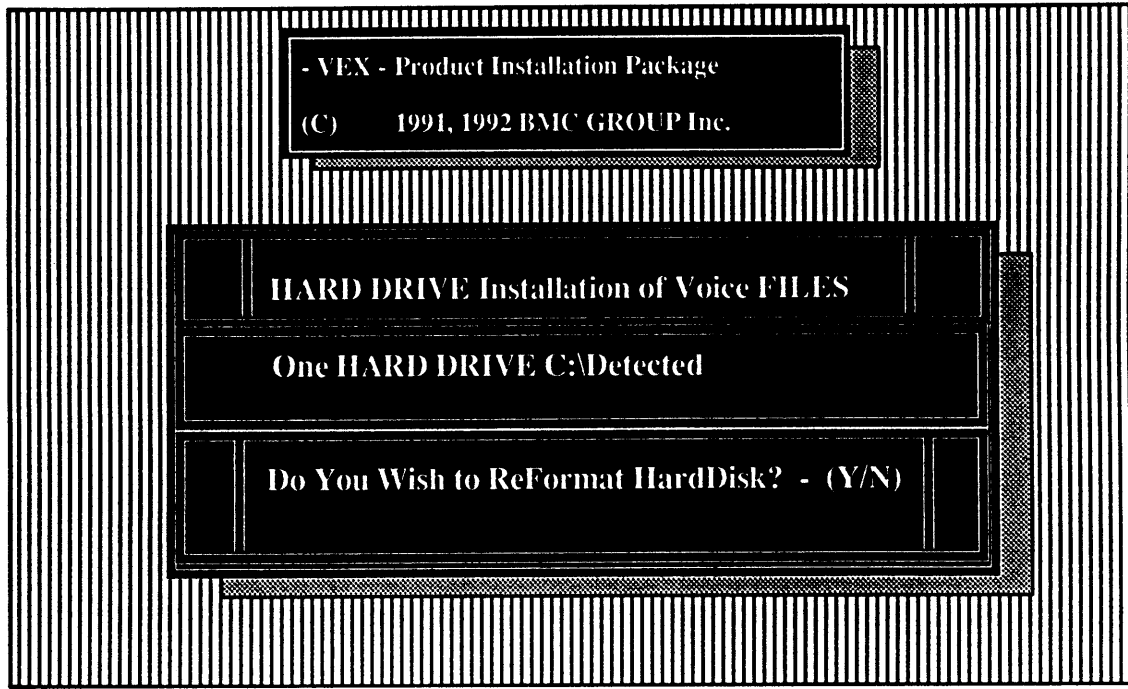 - VEX - Product Installation Package
(C) 1991, 1992 BMC GROUP Inc.
HARD DRIVE Installation of Voice FILES
One HARD DRIVE C:\Detected
Do You Wish to ReFormat HardDisk? - (Y/N)